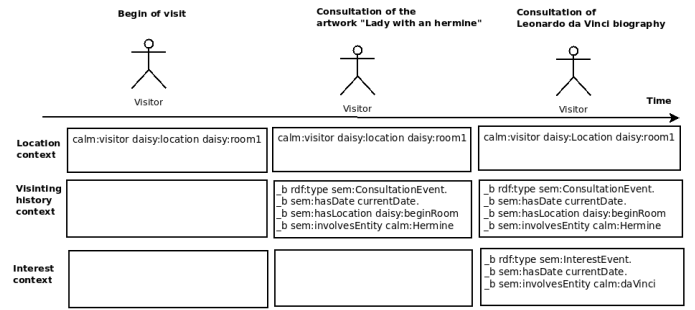 Begin of visit
Consultation of the
artwork "Lady with an hermine"
Consultation of
Leonardo da Vinci biography
Visitor
Visitor
Visitor
Time
Location
context
calm:visitor daisy:location daisy:room1
calm:visitor daisy:location daisy:room1
calm:visitor daisy:Location daisy:room1
Visinting
history
context
_b rdf:type sem:ConsultationEvent.
_b sem:hasDate currentDate.
_b sem:hasLocation daisy:beginRoom
_b sem:involvesEntity calm:Hermine
_b rdf:type sem:ConsultationEvent.
_b sem:hasDate currentDate.
_b sem:hasLocation daisy:beginRoom
_b sem:involvesEntity calm:Hermine
Interest
context
_b rdf:type sem:InterestEvent.
_b sem:hasDate currentDate.
_b sem:involvesEntity calm:daVinci